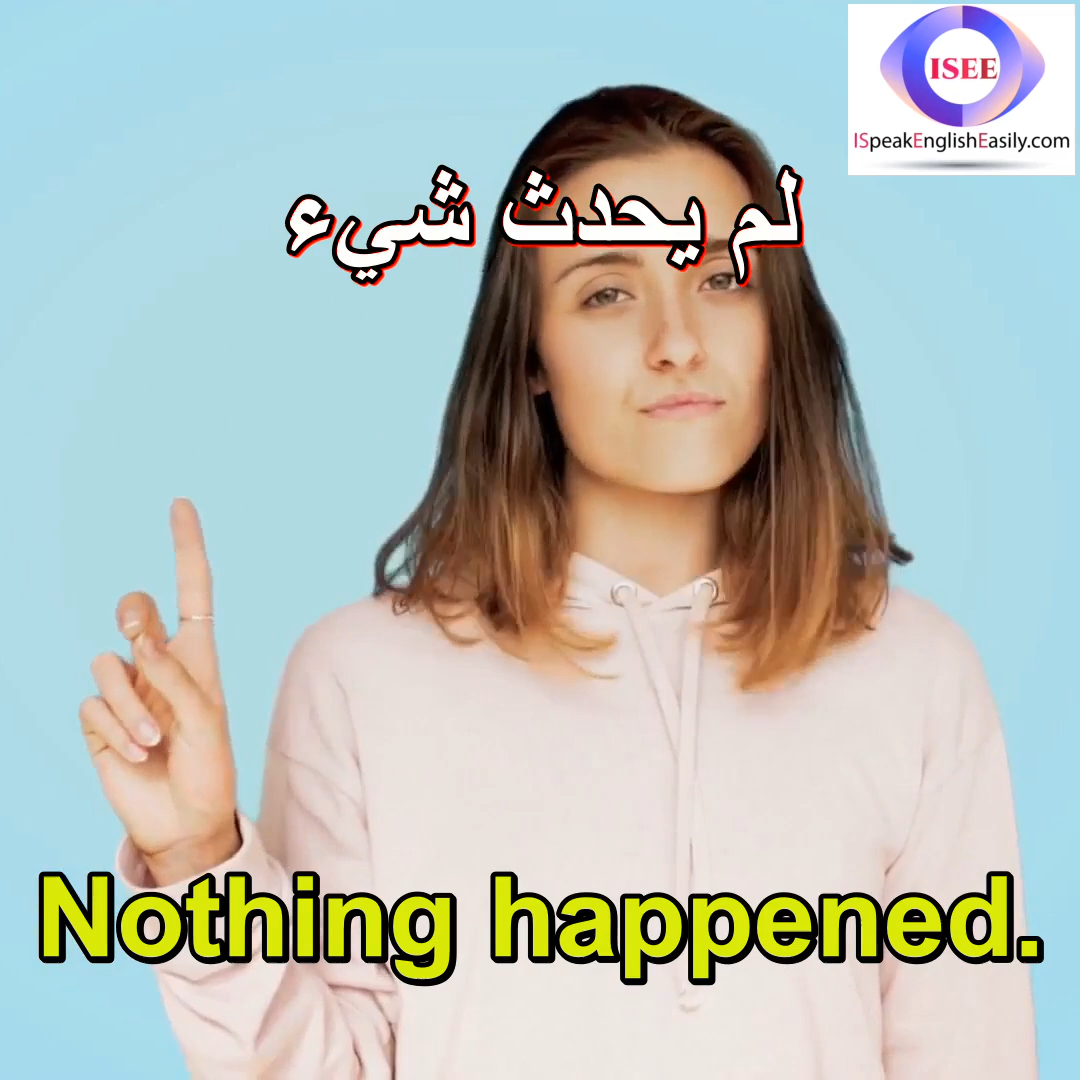 ISEE
ISpeakEnglishEasily.com
لم يحدث شيء
Nothing happened.